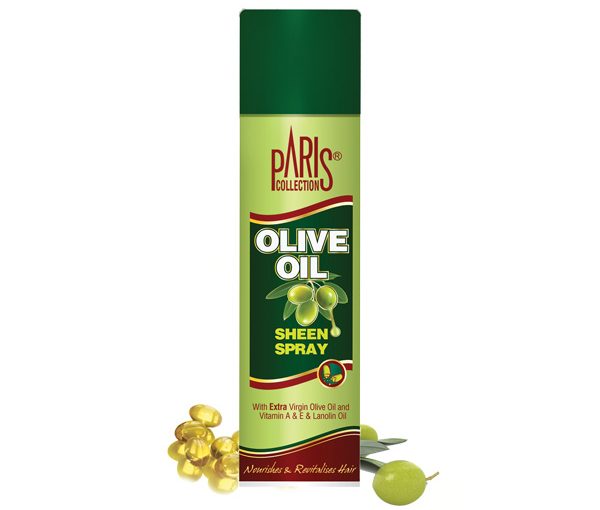 PARIS®
COLLECTION
OLIVE
OIL
SHEEN
SPRAY
With Extra Virgin Olive Oil and
Vitamin A & E & Lanolin Oil
Nourishes & Revitalises Hair